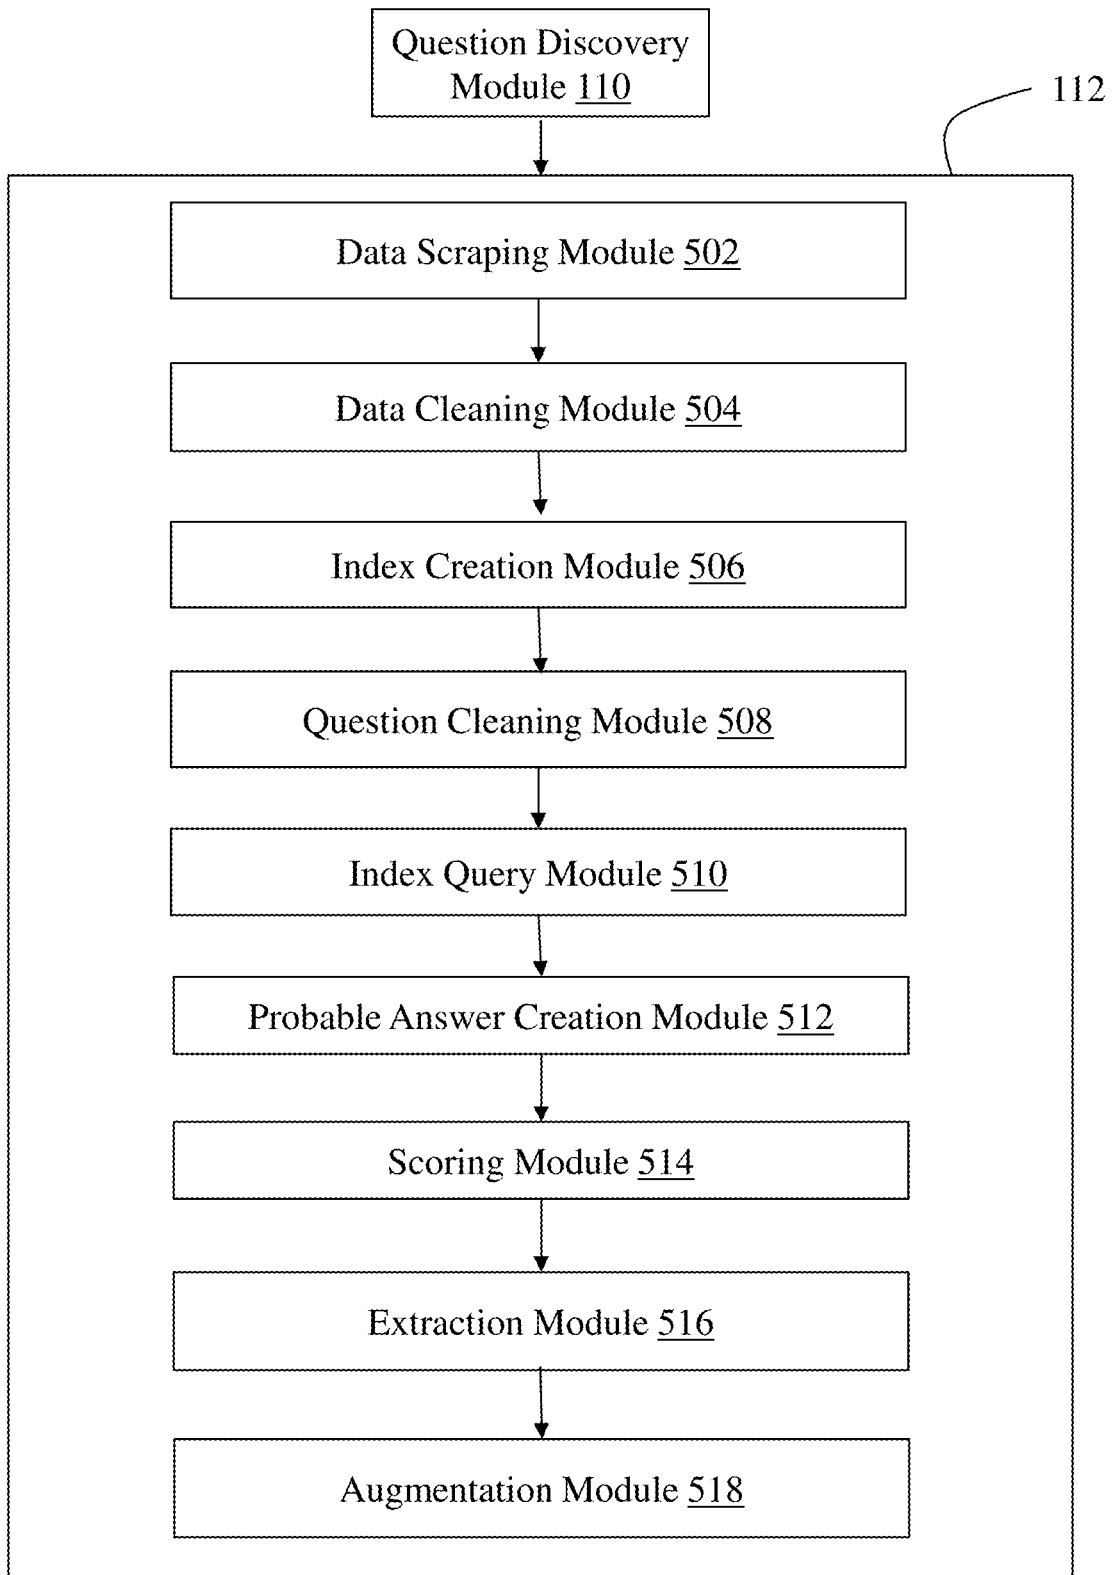 Question Discovery
Module 110
112
Data Scraping Module 502
Data Cleaning Module 504
Index Creation Module 506
Question Cleaning Module 508
Index Query Module 510
Probable Answer Creation Module 512
Scoring Module 514
Extraction Module 516
Augmentation Module 518